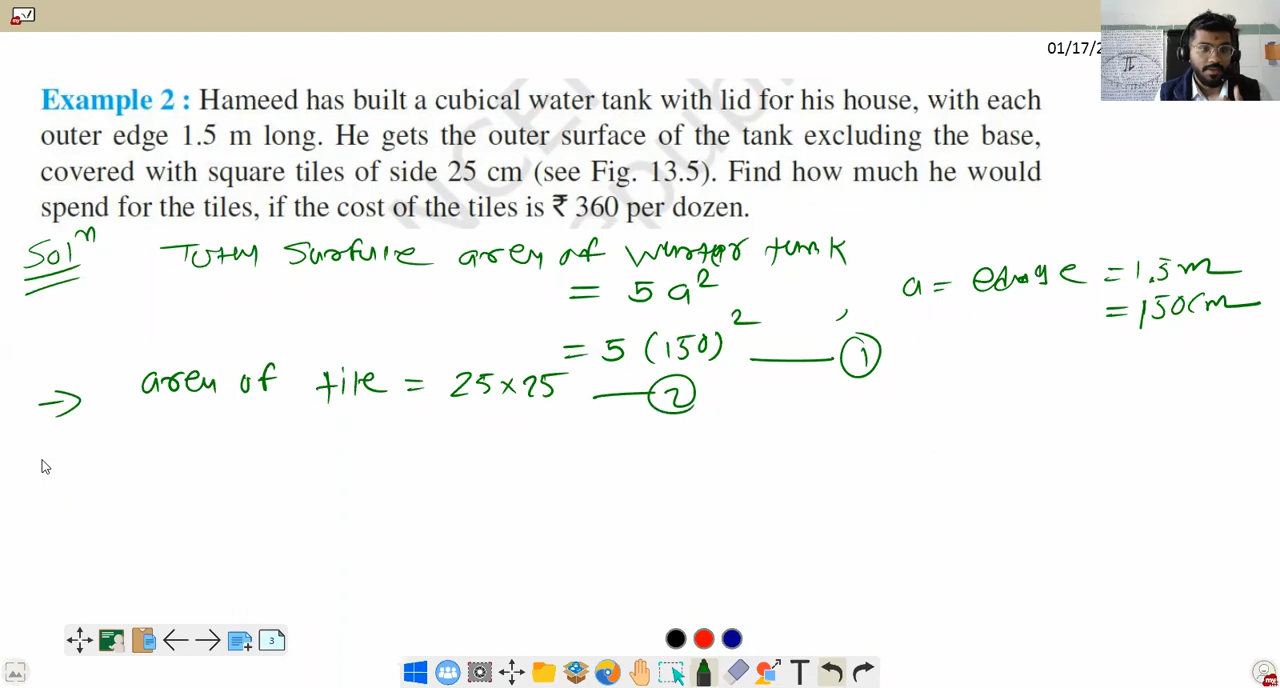 01/17/2
Example 2 : Hameed has built a cubical water tank with lid for his house, with each
outer edge 1.5 m long. He gets the outer surface of the tank excluding the base,
covered with square tiles of side 25 cm (see Fig. 13.5). Find how much he would
spend for the tiles, if the cost of the tiles is ₹ 360 per dozen.
Solⁿ Total Surface area of water tank
= 5 a²
a = edge = 1.5 m
= 150 cm
= 5 (150)² —— ①
→ area of tile = 25 × 25 —— ②
3